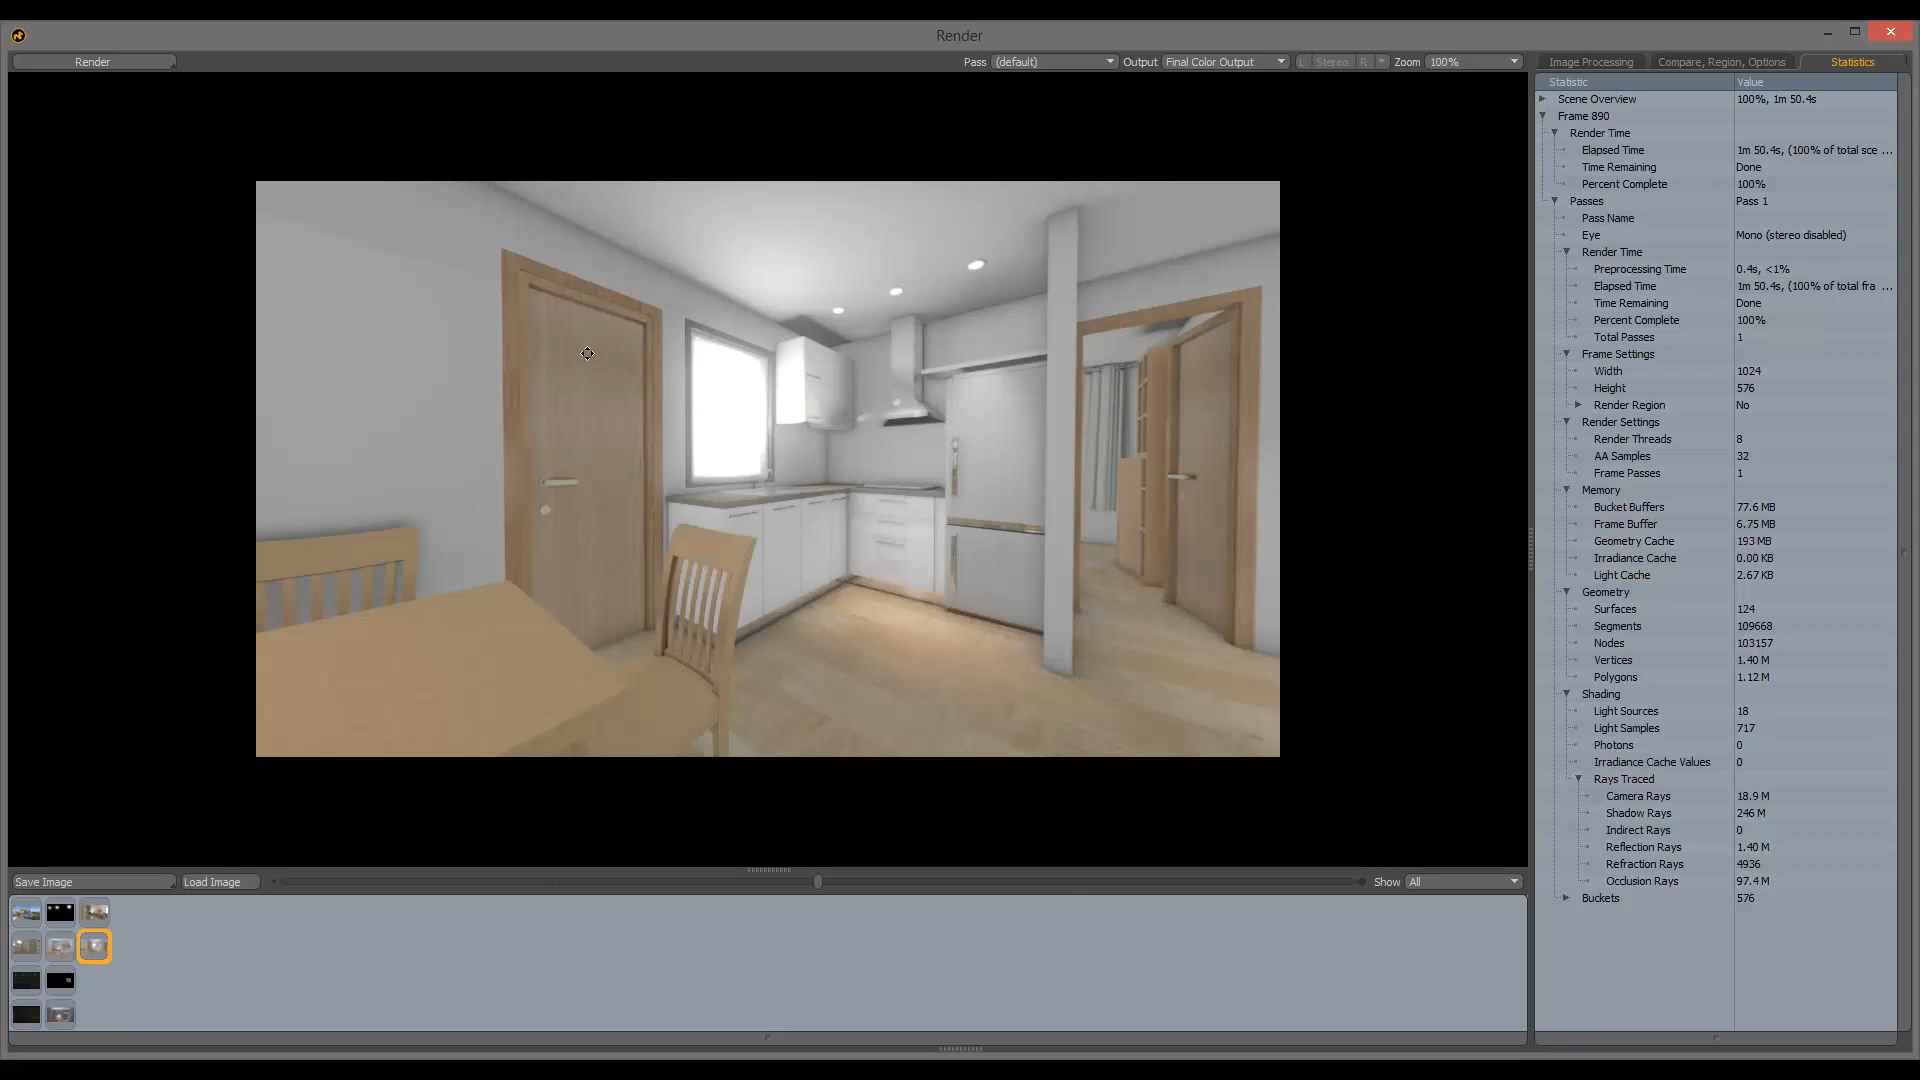 Render
Render
Pass (default) Output Final Color Output L Stereo R Zoom 100% Image Processing Compare, Region, Options Statistics
Statistic Value
Scene Overview 100%, 1m 50.4s
Frame 890
Render Time
Elapsed Time 1m 50.4s, (100% of total sce ...
Time Remaining Done
Percent Complete 100%
Passes Pass 1
Pass Name
Eye Mono (stereo disabled)
Render Time
Preprocessing Time 0.4s, <1%
Elapsed Time 1m 50.4s, (100% of total fra ...
Time Remaining Done
Percent Complete 100%
Total Passes 1
Frame Settings
Width 1024
Height 576
Render Region No
Render Settings
Render Threads 8
AA Samples 32
Frame Passes 1
Memory
Bucket Buffers 77.6 MB
Frame Buffer 6.75 MB
Geometry Cache 193 MB
Irradiance Cache 0.00 KB
Light Cache 2.67 KB
Geometry
Surfaces 124
Segments 109668
Nodes 103157
Vertices 1.40 M
Polygons 1.12 M
Shading
Light Sources 18
Light Samples 717
Photons 0
Irradiance Cache Values 0
Rays Traced
Camera Rays 18.9 M
Shadow Rays 246 M
Indirect Rays 0
Reflection Rays 1.40 M
Refraction Rays 4936
Occlusion Rays 97.4 M
Buckets 576
Save Image Load Image Show All